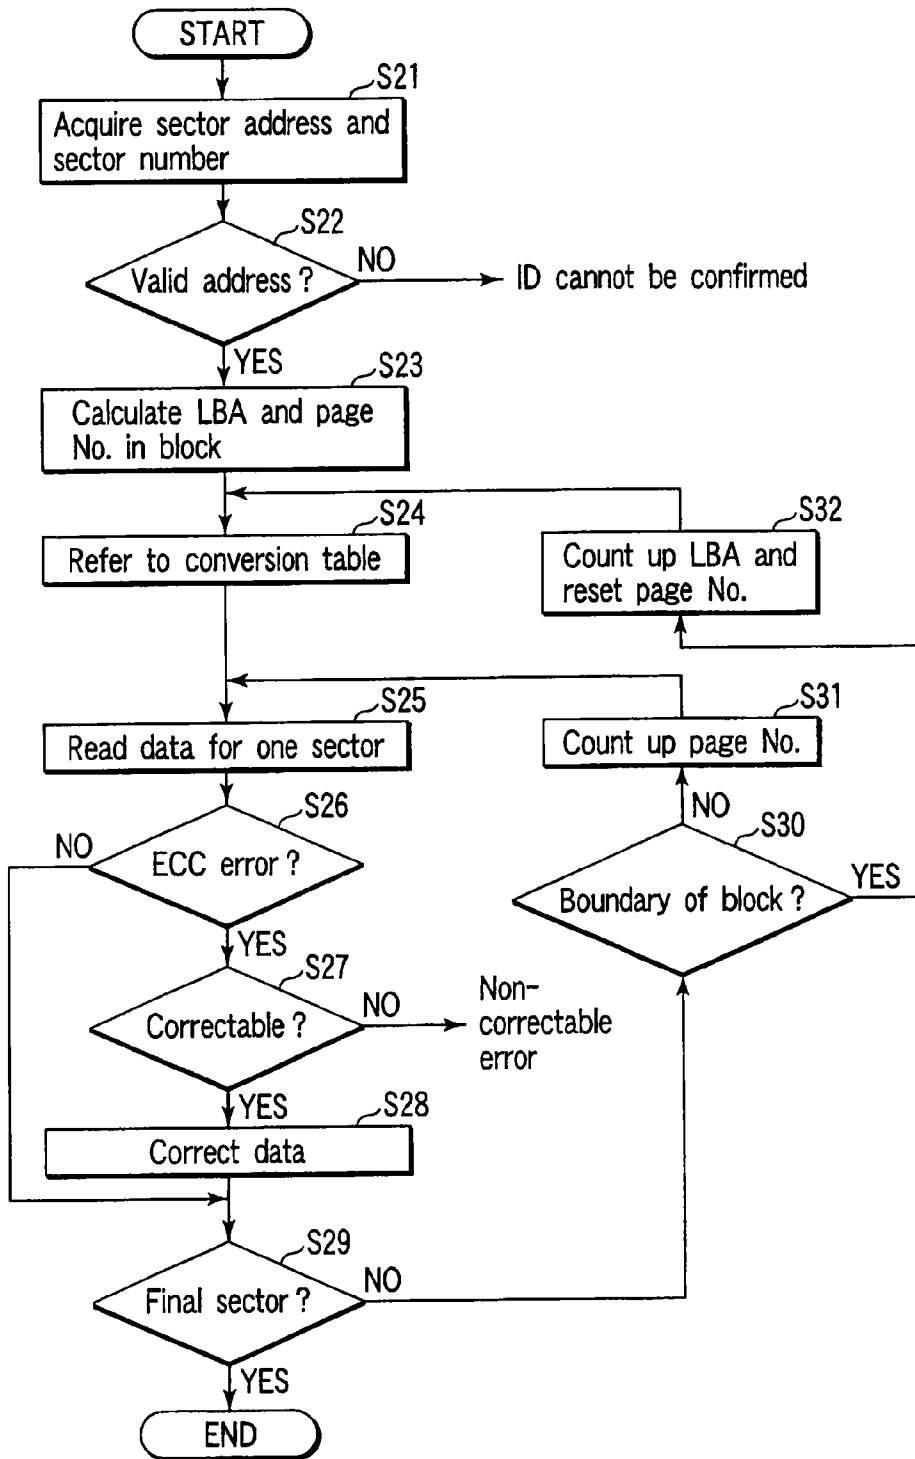 START
S21
Acquire sector address and
sector number
S22
Valid address ?
NO
ID cannot be confirmed
YES
S23
Calculate LBA and page
No. in block
S24
Refer to conversion table
S32
Count up LBA and
reset page No.
S25
Read data for one sector
S31
Count up page No.
NO
S26
ECC error ?
NO
YES
S30
Boundary of block ?
YES
S27
Correctable ?
NO
Non-
correctable
error
YES
S28
Correct data
S29
Final sector ?
NO
YES
END